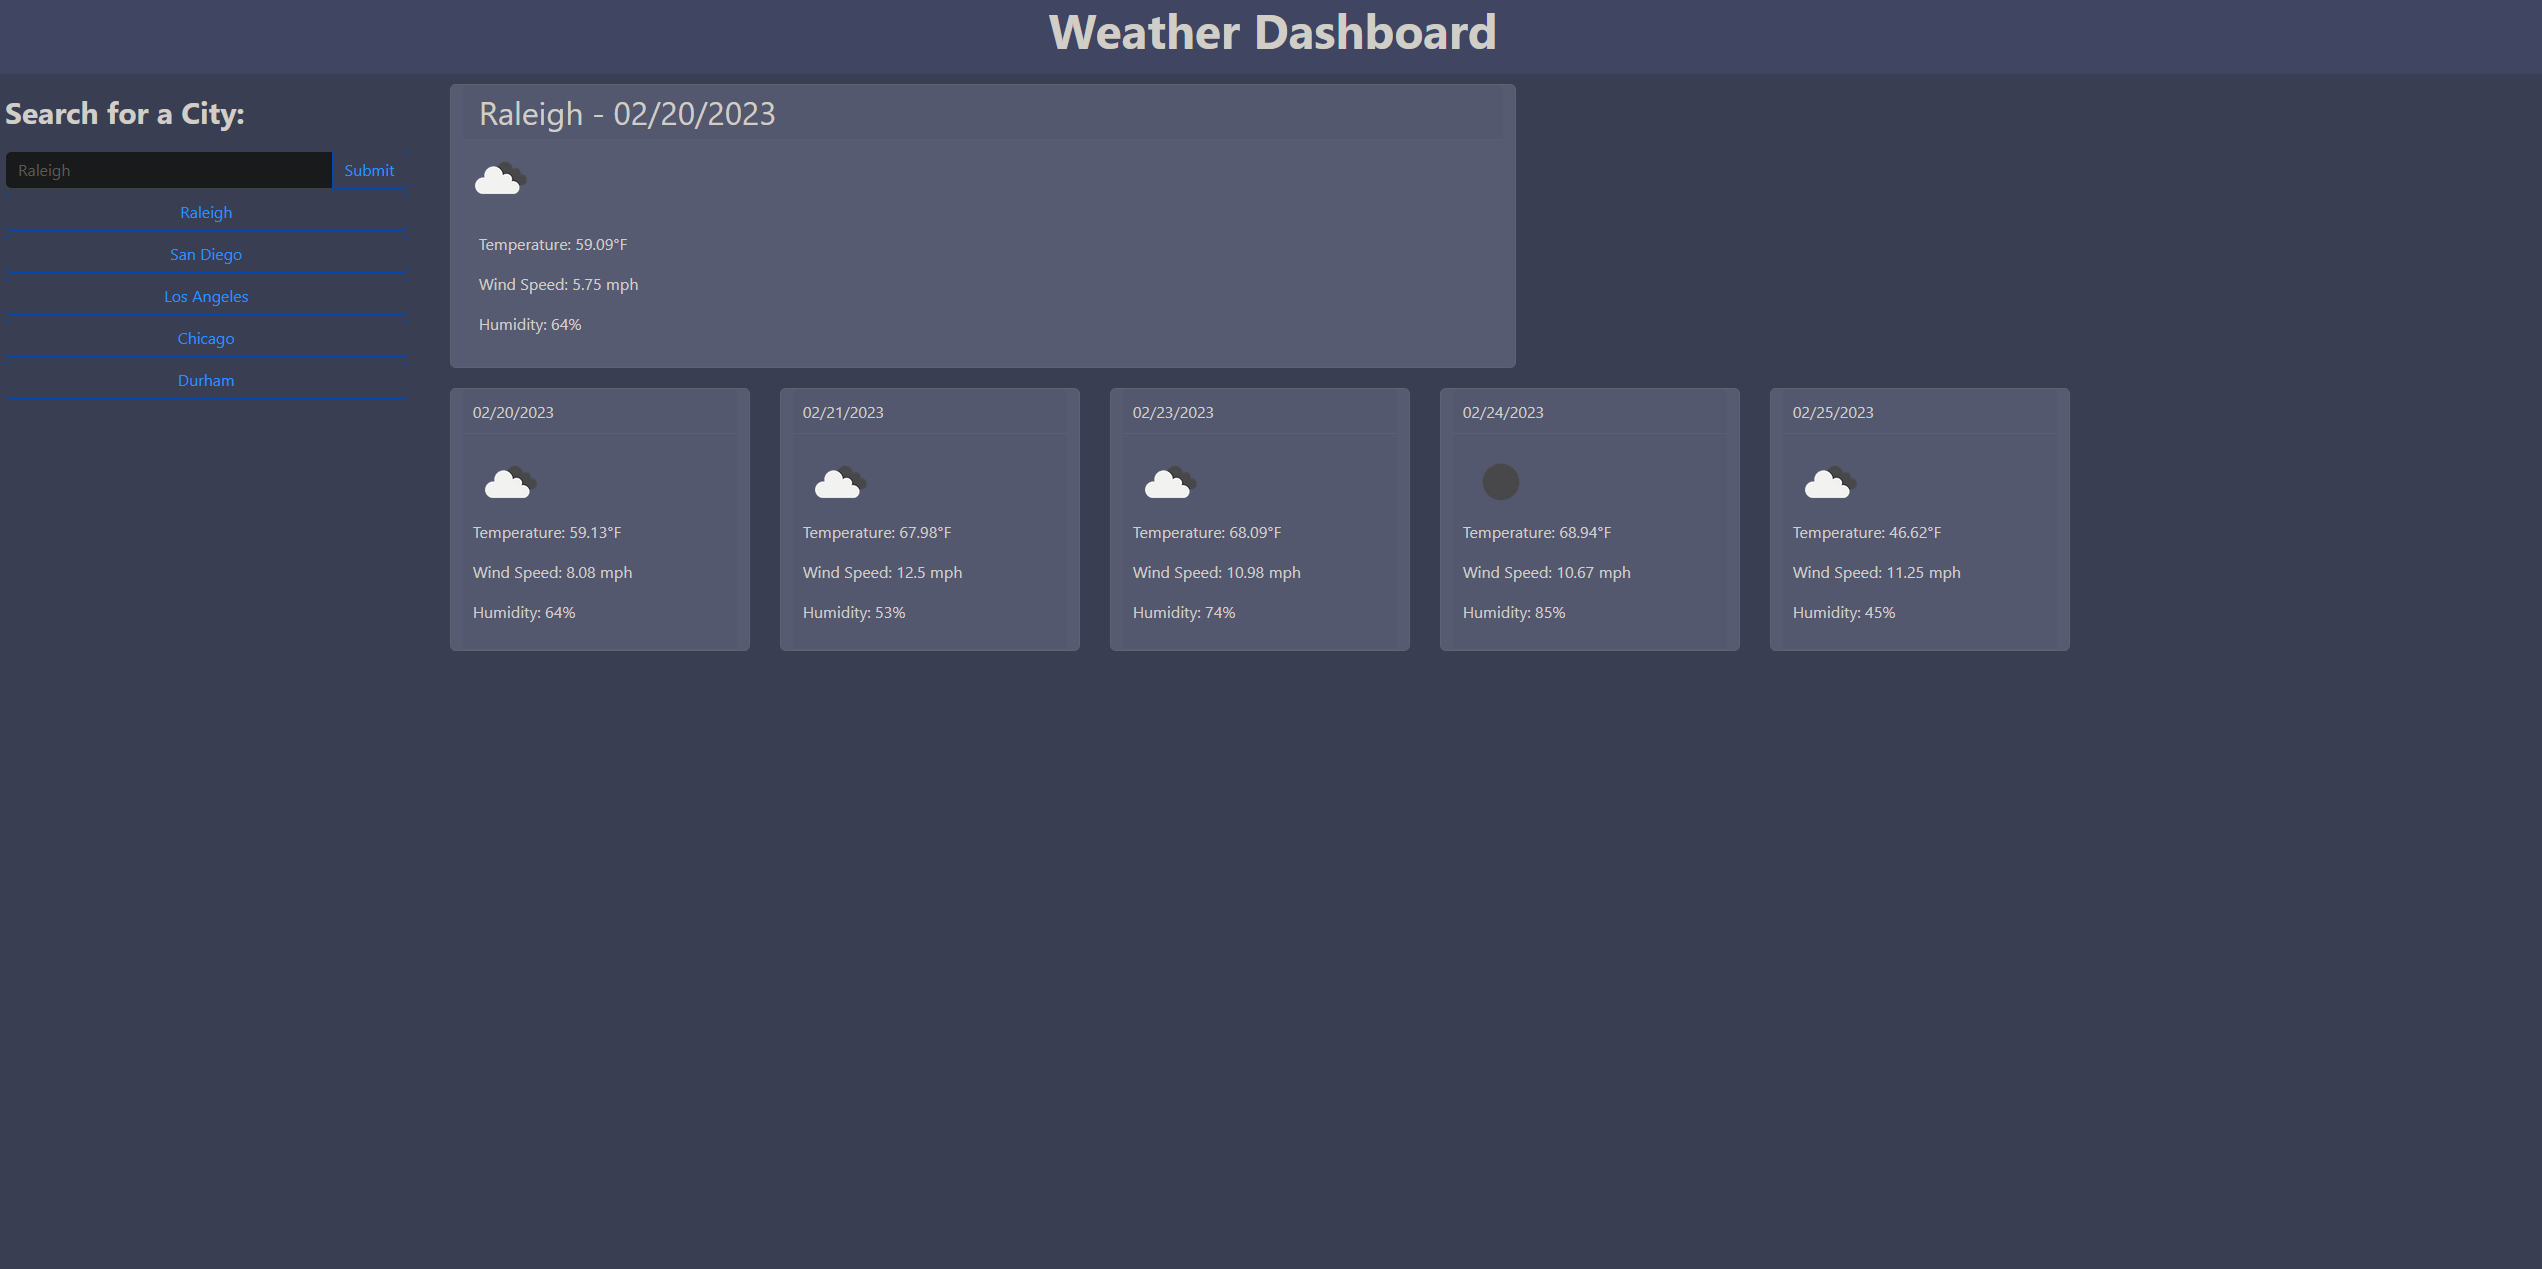 Weather Dashboard
Search for a City:
Raleigh
Submit
Raleigh
San Diego
Los Angeles
Chicago
Durham
Raleigh - 02/20/2023
Temperature: 59.09°F
Wind Speed: 5.75 mph
Humidity: 64%
02/20/2023
Temperature: 59.13°F
Wind Speed: 8.08 mph
Humidity: 64%
02/21/2023
Temperature: 67.98°F
Wind Speed: 12.5 mph
Humidity: 53%
02/23/2023
Temperature: 68.09°F
Wind Speed: 10.98 mph
Humidity: 74%
02/24/2023
Temperature: 68.94°F
Wind Speed: 10.67 mph
Humidity: 85%
02/25/2023
Temperature: 46.62°F
Wind Speed: 11.25 mph
Humidity: 45%